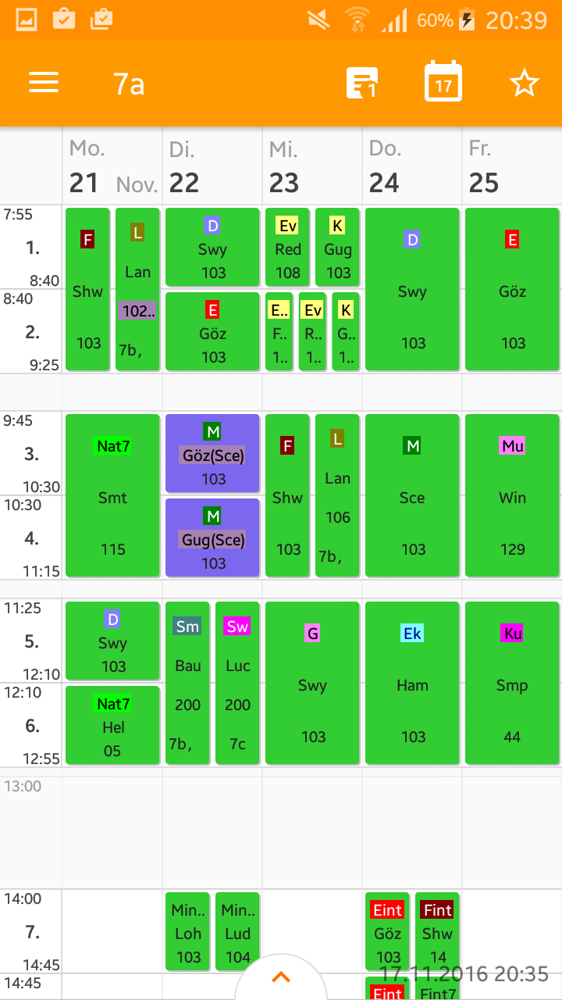 60% 20:39
7a 1 17
Mo. Di. Mi. Do. Fr.
21 Nov. 22 23 24 25
7:55
1.
8:40
F
Shw
103
L
Lan
102..
7b,
D
Swy
103
Ev
Red
108
K
Gug
103
D
Swy
103
E
Göz
103
8:40
2.
9:25
E
Göz
103
E..
F..
1..
Ev
R..
1..
K
G..
1..
9:45
3.
10:30
Nat7
Smt
115
M
Göz(Sce)
103
F
Shw
103
L
Lan
106
7b,
M
Sce
103
Mu
Win
129
10:30
4.
11:15
M
Gug(Sce)
103
11:25
5.
12:10
D
Swy
103
Sm
Bau
200
7b,
Sw
Luc
200
7c
G
Swy
103
Ek
Ham
103
Ku
Smp
44
12:10
6.
12:55
Nat7
Hel
05
13:00
14:00
7.
14:45
Min..
Loh
103
Min..
Lud
104
Eint
Göz
103
Fint
Shw
14
17.11.2016 20:35
14:45
Eint
Fint7